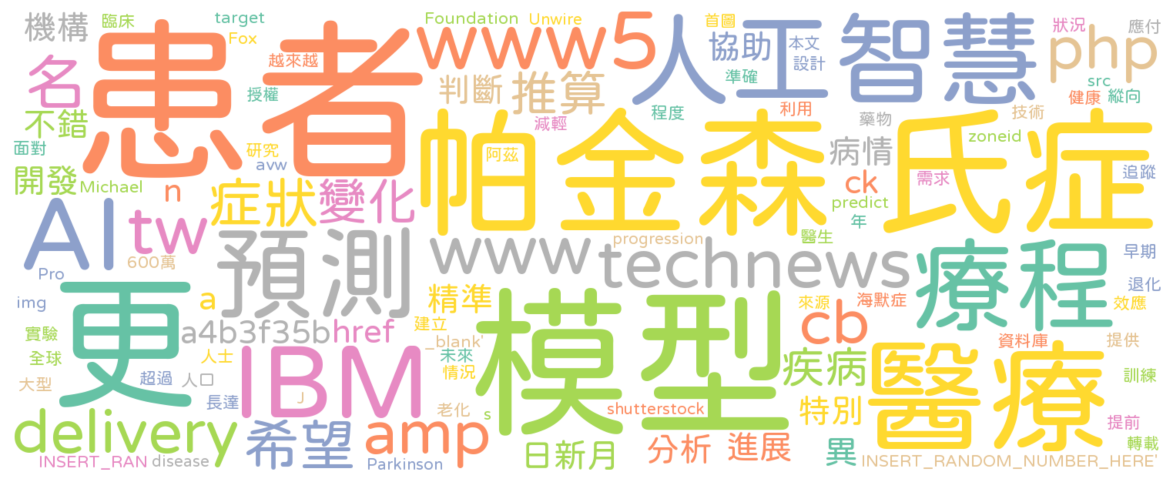 機構
臨床
target
Fox
越來越
授權
Foundation
Unwire
www5
人工智慧
首圖
協助
本文
設計
準確
狀況
應付
php
src
健康
縱向
名
患者
不錯
面對
判斷
推算
減輕
程度
利用
技術
藥物
研究
avw
阿茲
帕金森
氏症
病情
zoneid
ck
需求
追蹤
predict
年
開發
Michael
n
症狀
變化
醫生
AI
tw
600萬
Pro
預測
www
progression
technews
療程
早期
退化
效應
img
更
a
精準
來源
海默症
a4b3f35b
href
建立
_blank'
實驗
全球
人士
IBM
未來
情況
模型
cb
資料庫
提供
大型
超過
人口
J
疾病
醫療
訓練
長達
老化
s
shutterstock
特別
提前
delivery
希望
amp
日新月
分析
進展
異
轉載
INSERT_RAN
disease
Parkinson
INSERT_RANDOM_NUMBER_HERE'